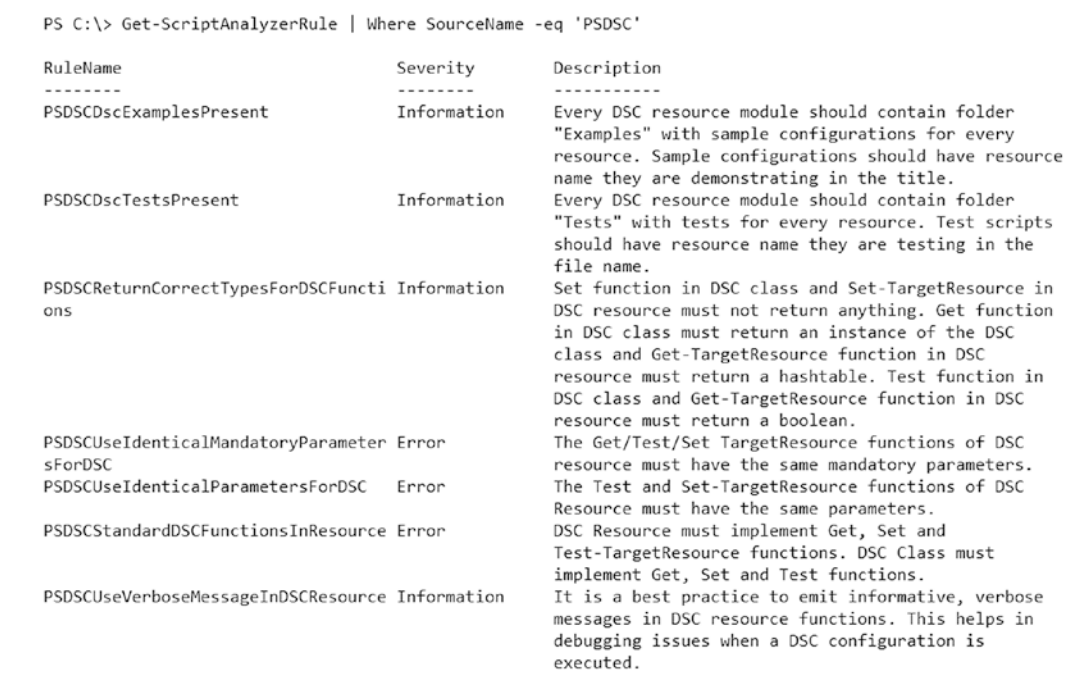 PS C:\> Get-ScriptAnalyzerRule | Where SourceName -eq 'PSDSC'
RuleName Severity Description
-------- -------- -----------
PSDSCDscExamplesPresent Information Every DSC resource module should contain folder
"Examples" with sample configurations for every
resource. Sample configurations should have resource
name they are demonstrating in the title.
PSDSCDscTestsPresent Information Every DSC resource module should contain folder
"Tests" with tests for every resource. Test scripts
should have resource name they are testing in the
file name.
PSDSCReturnCorrectTypesForDSCFuncti Information Set function in DSC class and Set-TargetResource in
ons DSC resource must not return anything. Get function
in DSC class must return an instance of the DSC
class and Get-TargetResource function in DSC
resource must return a hashtable. Test function in
DSC class and Get-TargetResource function in DSC
resource must return a boolean.
PSDSCUseIdenticalMandatoryParameter Error The Get/Test/Set TargetResource functions of DSC
sForDSC resource must have the same mandatory parameters.
PSDSCUseIdenticalParametersForDSC Error The Test and Set-TargetResource functions of DSC
Resource must have the same parameters.
PSDSCStandardDSCFunctionsInResource Error DSC Resource must implement Get, Set and
Test-TargetResource functions. DSC Class must
implement Get, Set and Test functions.
PSDSCUseVerboseMessageInDSCResource Information It is a best practice to emit informative, verbose
messages in DSC resource functions. This helps in
debugging issues when a DSC configuration is
executed.